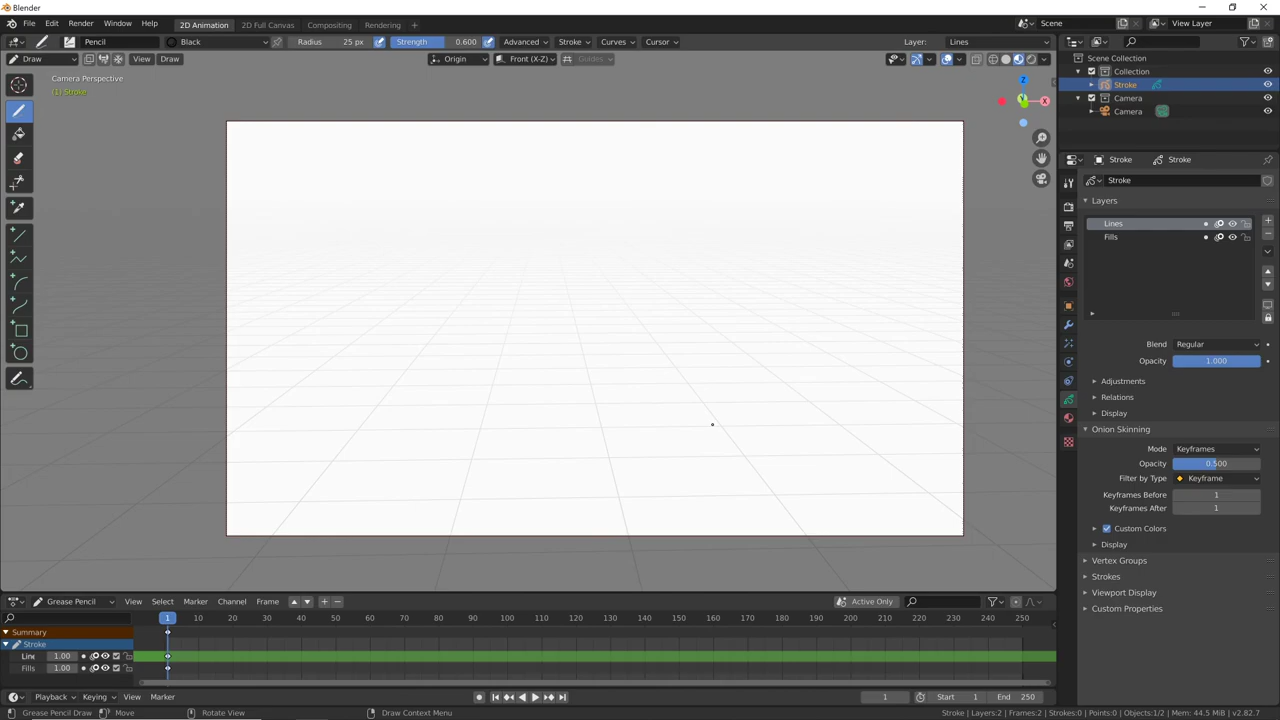 Blender
File Edit Render Window Help 2D Animation 2D Full Canvas Compositing Rendering + Scene View Layer
Pencil Black Radius 25 px Strength 0.600 Advanced Stroke Curves Cursor Layer: Lines
Draw View Draw Origin Front (X-Z) Guides
Camera Perspective
(1) Stroke
Z
Y
X
Scene Collection
Collection
Stroke
Camera
Camera
Stroke Stroke
Stroke
Layers
Lines
Fills
Blend Regular
Opacity 1.000
Adjustments
Relations
Display
Onion Skinning
Mode Keyframes
Opacity 0.500
Filter by Type Keyframe
Keyframes Before 1
Keyframes After 1
Custom Colors
Display
Vertex Groups
Strokes
Viewport Display
Custom Properties
Grease Pencil View Select Marker Channel Frame Active Only
1 10 20 30 40 50 60 70 80 90 100 110 120 130 140 150 160 170 180 190 200 210 220 230 240 250
Summary
Stroke
Line 1.00
Fills 1.00
Playback Keying View Marker 1 Start 1 End 250
Grease Pencil Draw Move Rotate View Draw Context Menu Stroke | Layers:2 | Frames:2 | Strokes:0 | Points:0 | Objects:1/2 | Mem: 44.5 MiB | v2.82.7